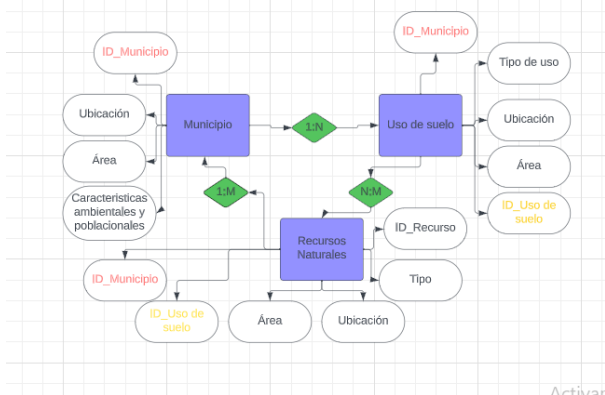 ID_Municipio
ID_Municipio
Tipo de uso
Ubicación
Municipio
1:N
Uso de suelo
Ubicación
Área
Área
Características
ambientales y
poblacionales
1:M
N:M
ID_Uso de
suelo
Recursos
Naturales
ID_Recurso
ID_Municipio
Tipo
ID_Uso de
suelo
Área
Ubicación
Activar